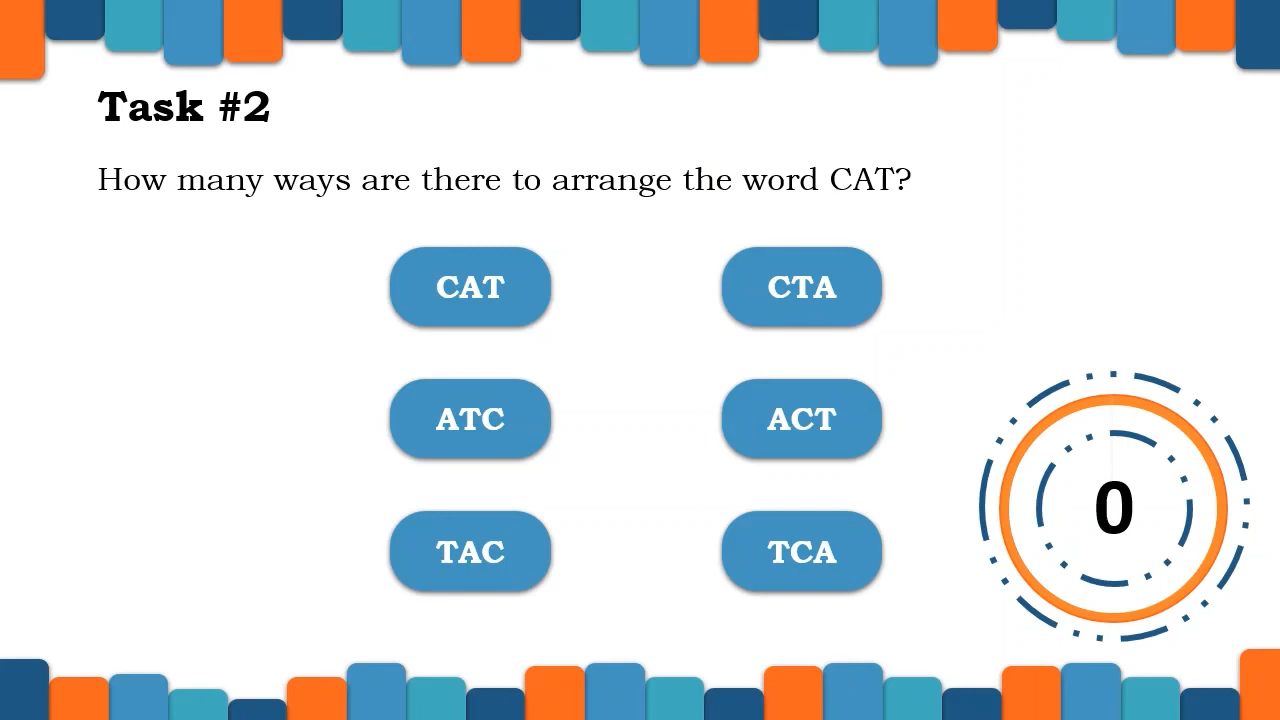 Task #2
How many ways are there to arrange the word CAT?
CAT
CTA
ATC
ACT
TAC
TCA
0